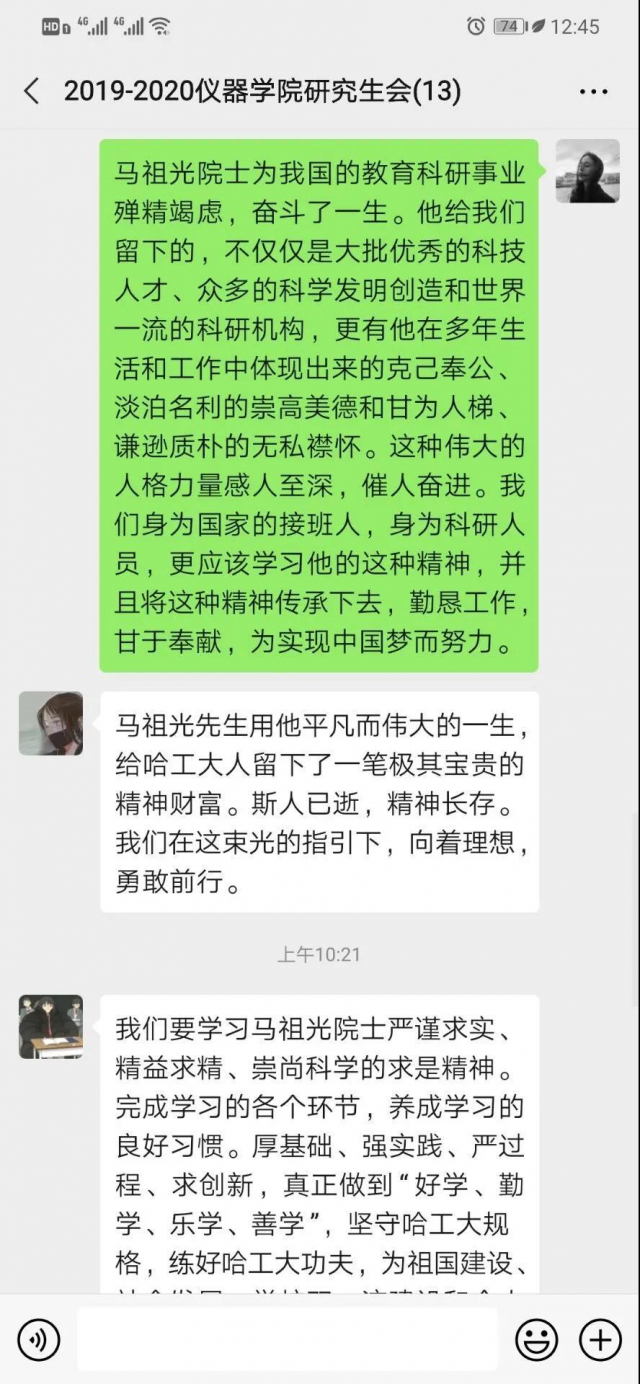 HD 4G 4G 74 12:45
2019-2020仪器学院研究生会(13)
马祖光院士为我国的教育科研事业
殚精竭虑，奋斗了一生。他给我们
留下的，不仅仅是大批优秀的科技
人才、众多的科学发明创造和世界
一流的科研机构，更有他在多年生
活和工作中体现出来的克己奉公、
淡泊名利的崇高美德和甘为人梯、
谦逊质朴的无私襟怀。这种伟大的
人格力量感人至深，催人奋进。我
们身为国家的接班人，身为科研人
员，更应该学习他的这种精神，并
且将这种精神传承下去，勤恳工作，
甘于奉献，为实现中国梦而努力。
马祖光先生用他平凡而伟大的一生，
给哈工大人留下了一笔极其宝贵的
精神财富。斯人已逝，精神长存。
我们在这束光的指引下，向着理想，
勇敢前行。
上午10:21
我们要学习马祖光院士严谨求实、
精益求精、崇尚科学的求是精神。
完成学习的各个环节，养成学习的
良好习惯。厚基础、强实践、严过
程、求创新，真正做到“好学、勤
学、乐学、善学”，坚守哈工大规
格，练好哈工大功夫，为祖国建设、